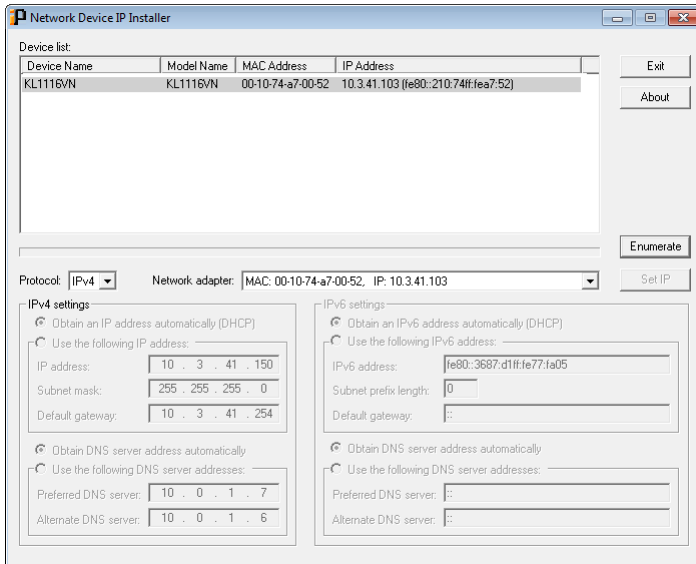 Network Device IP Installer
Device list:
Device Name Model Name MAC Address IP Address
KL1116VN KL1116VN 00-10-74-a7-00-52 10.3.41.103 (fe80::210:74ff:fea7:52)
Exit
About
Enumerate
Protocol: IPv4 Network adapter: MAC: 00-10-74-a7-00-52, IP: 10.3.41.103 Set IP
IPv4 settings
Obtain an IP address automatically (DHCP)
Use the following IP address:
IP address: 10 . 3 . 41 . 150
Subnet mask: 255 . 255 . 255 . 0
Default gateway: 10 . 3 . 41 . 254
Obtain DNS server address automatically
Use the following DNS server addresses:
Preferred DNS server: 10 . 0 . 1 . 7
Alternate DNS server: 10 . 0 . 1 . 6
IPv6 settings
Obtain an IPv6 address automatically (DHCP)
Use the following IPv6 address:
IPv6 address: fe80::3687:d1ff:fe77:fa05
Subnet prefix length: 0
Default gateway: ::
Obtain DNS server address automatically
Use the following DNS server addresses:
Preferred DNS server: ::
Alternate DNS server: ::